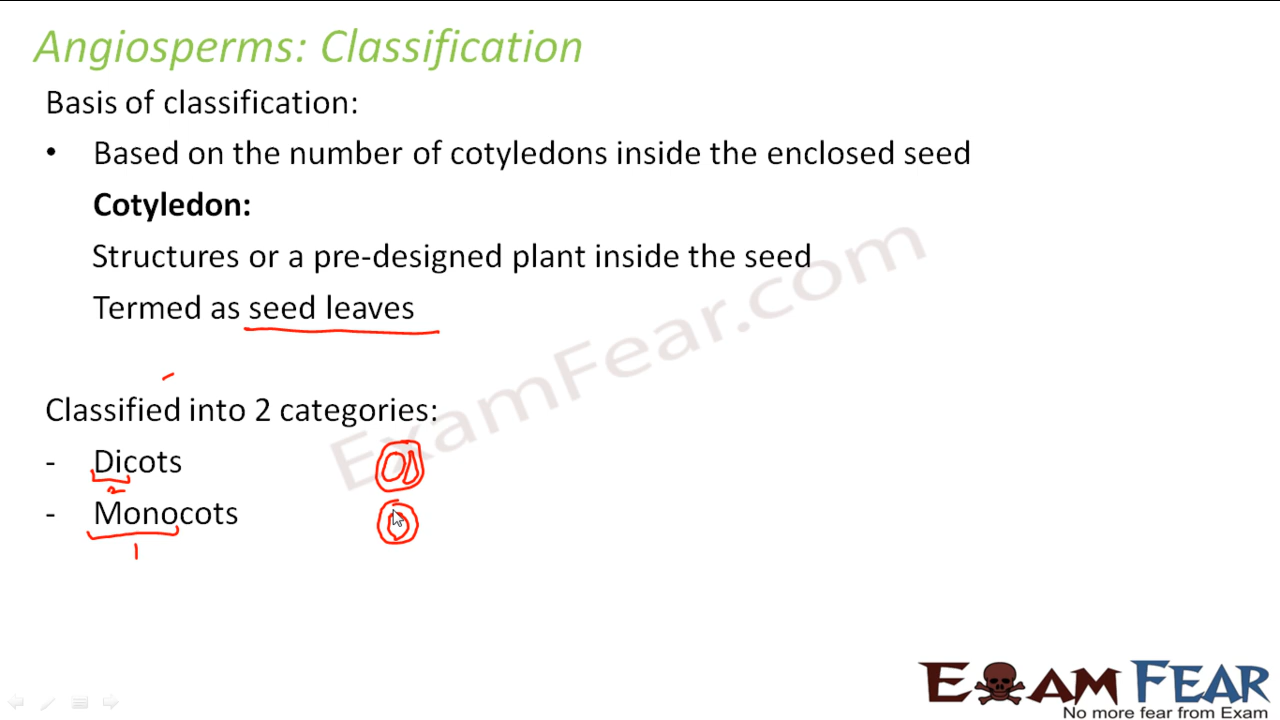 Angiosperms: Classification
Basis of classification:
• Based on the number of cotyledons inside the enclosed seed
Cotyledon:
Structures or a pre-designed plant inside the seed
Termed as seed leaves
Classified into 2 categories:
- Dicots
2
- Monocots
1
ExamFear.com
EXAM FEAR
No more fear from Exam